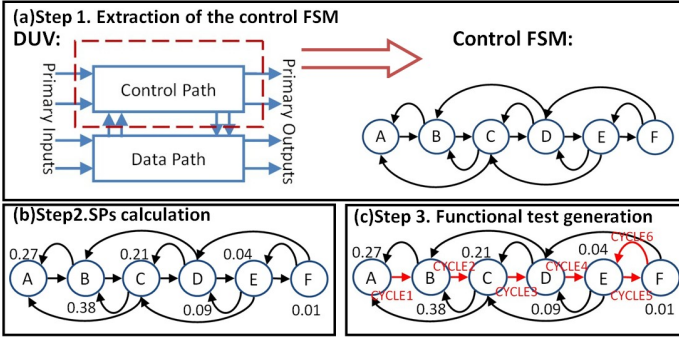 (a)Step 1. Extraction of the control FSM
DUV:
Control FSM:
Primary Inputs
Control Path
Data Path
Primary Outputs
A B C D E F
(b)Step2.SPs calculation
0.27 0.21 0.04
A B C D E F
0.38 0.09 0.01
(c)Step 3. Functional test generation
0.27 0.21 0.04
CYCLE6
A B C D E F
CYCLE2 CYCLE4
CYCLE1 CYCLE3 CYCLE5
0.38 0.09 0.01